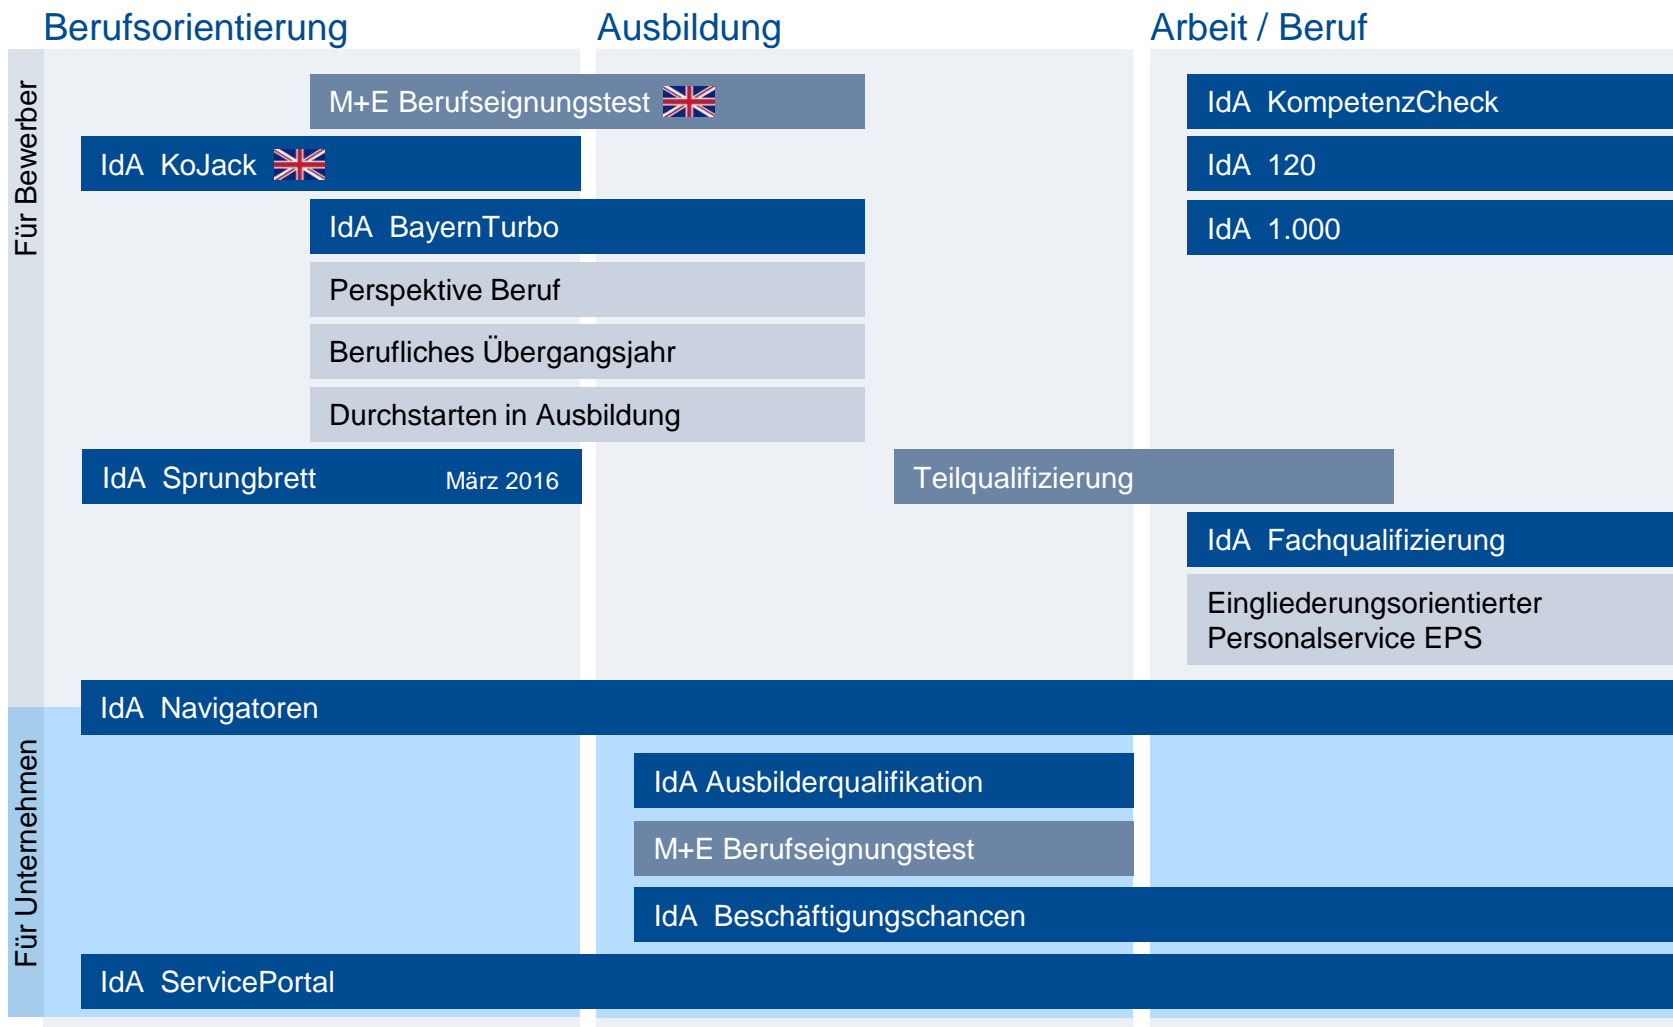 Berufsorientierung
Ausbildung
Arbeit / Beruf
Für Bewerber
M+E Berufseignungstest
IdA KompetenzCheck
IdA KoJack
IdA 120
IdA BayernTurbo
IdA 1.000
Perspektive Beruf
Berufliches Übergangsjahr
Durchstarten in Ausbildung
IdA Sprungbrett März 2016
Teilqualifizierung
IdA Fachqualifizierung
Eingliederungsorientierter
Personalservice EPS
IdA Navigatoren
Für Unternehmen
IdA Ausbilderqualifikation
M+E Berufseignungstest
IdA Beschäftigungschancen
IdA ServicePortal